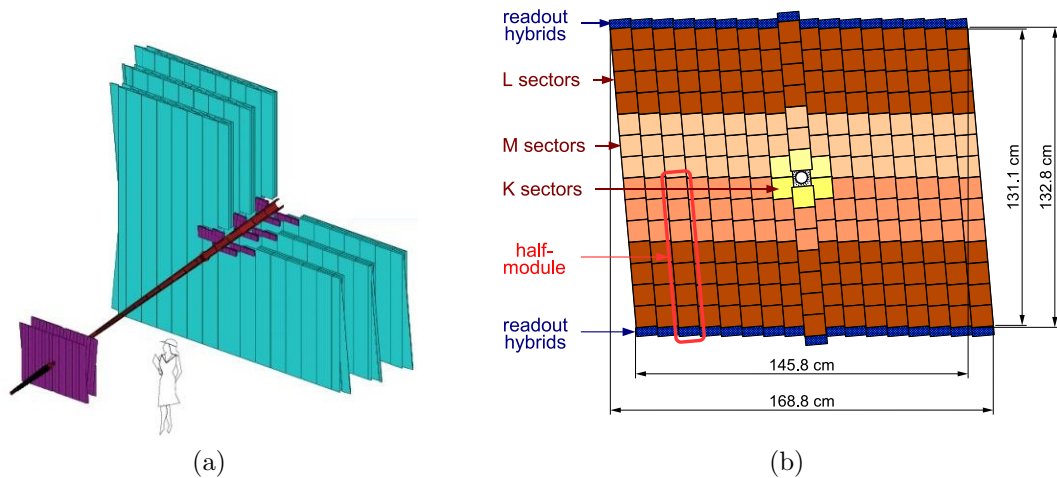 readout
hybrids
L sectors
M sectors
K sectors
half-
module
readout
hybrids
131.1 cm
132.8 cm
145.8 cm
168.8 cm
(a)
(b)